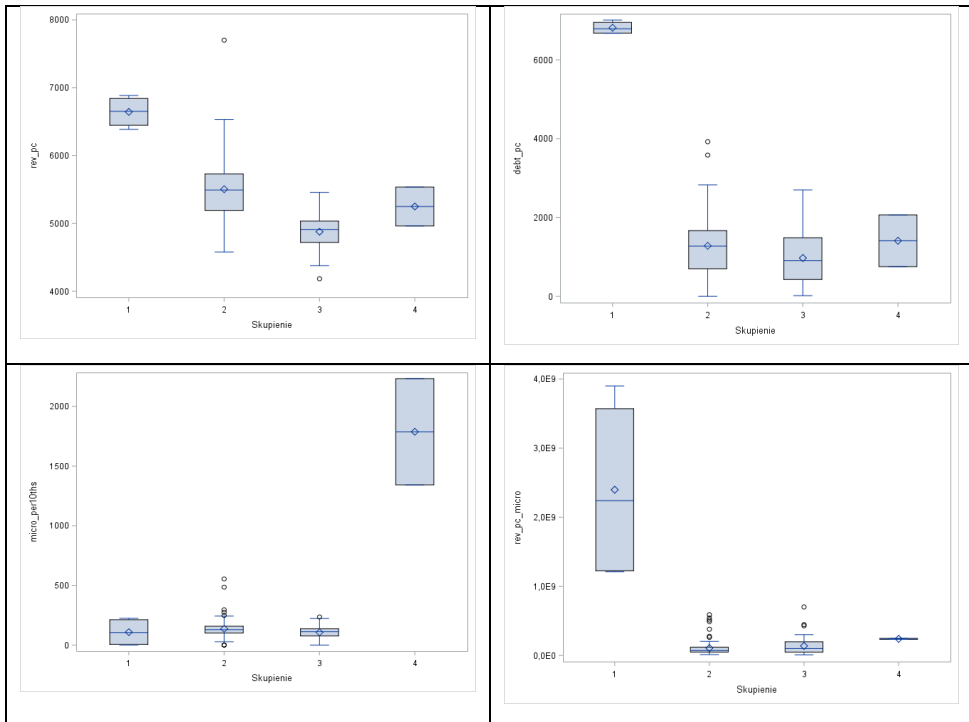 8000
7000
6000
5000
4000
rev_pc
1 2 3 4
Skupienie
6000
4000
2000
0
debt_pc
1 2 3 4
Skupienie
2000
1500
1000
500
0
micro_per10ths
1 2 3 4
Skupienie
4,0E9
3,0E9
2,0E9
1,0E9
0,0E0
rev_pc_micro
1 2 3 4
Skupienie